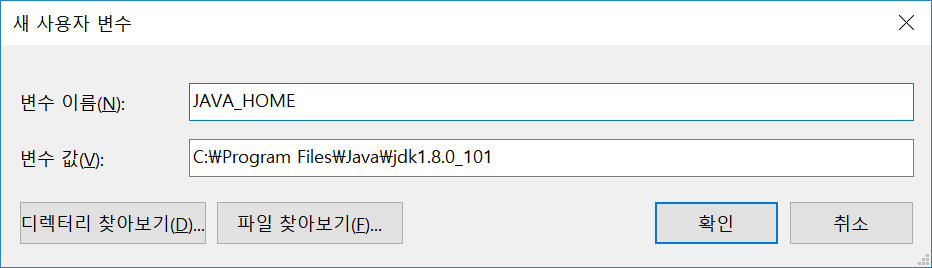 새 사용자 변수
변수 이름(N):
JAVA_HOME
변수 값(V):
C:₩Program Files₩Java₩jdk1.8.0_101
디렉터리 찾아보기(D)...
파일 찾아보기(F)...
확인
취소